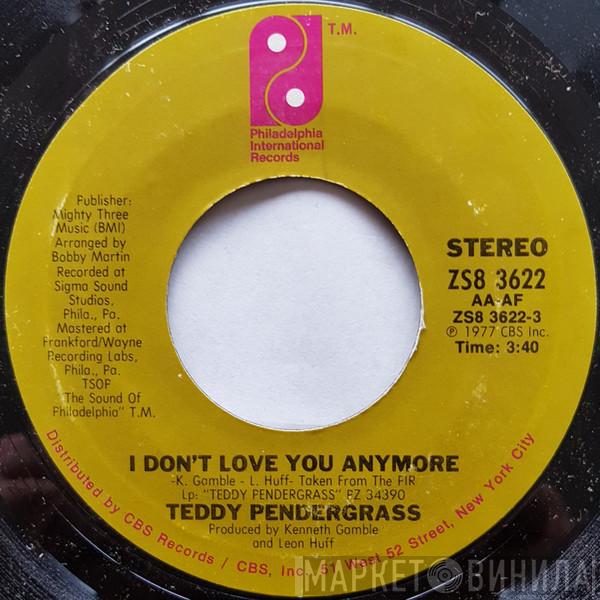 T.M.
Philadelphia
International
Records
Publisher:
Mighty Three
Music (BMI)
Arranged by
Bobby Martin
Recorded at
Sigma Sound
Studios,
Phila., Pa.
Mastered at
Frankford/Wayne
Recording Labs,
Phila., Pa.
TSOP
"The Sound Of
Philadelphia" T.M.
STEREO
ZS8 3622
AA-AF
ZS8 3622-3
℗ 1977 CBS Inc.
Time: 3:40
I DON'T LOVE YOU ANYMORE
-K. Gamble - L. Huff- Taken From The PIR
Lp: "TEDDY PENDERGRASS" PZ 34390
TEDDY PENDERGRASS
Produced by Kenneth Gamble
and Leon Huff
Distributed by CBS Records / CBS, Inc. 51 West 52 Street, New York City
МАРКЕТ ВИНИЛА